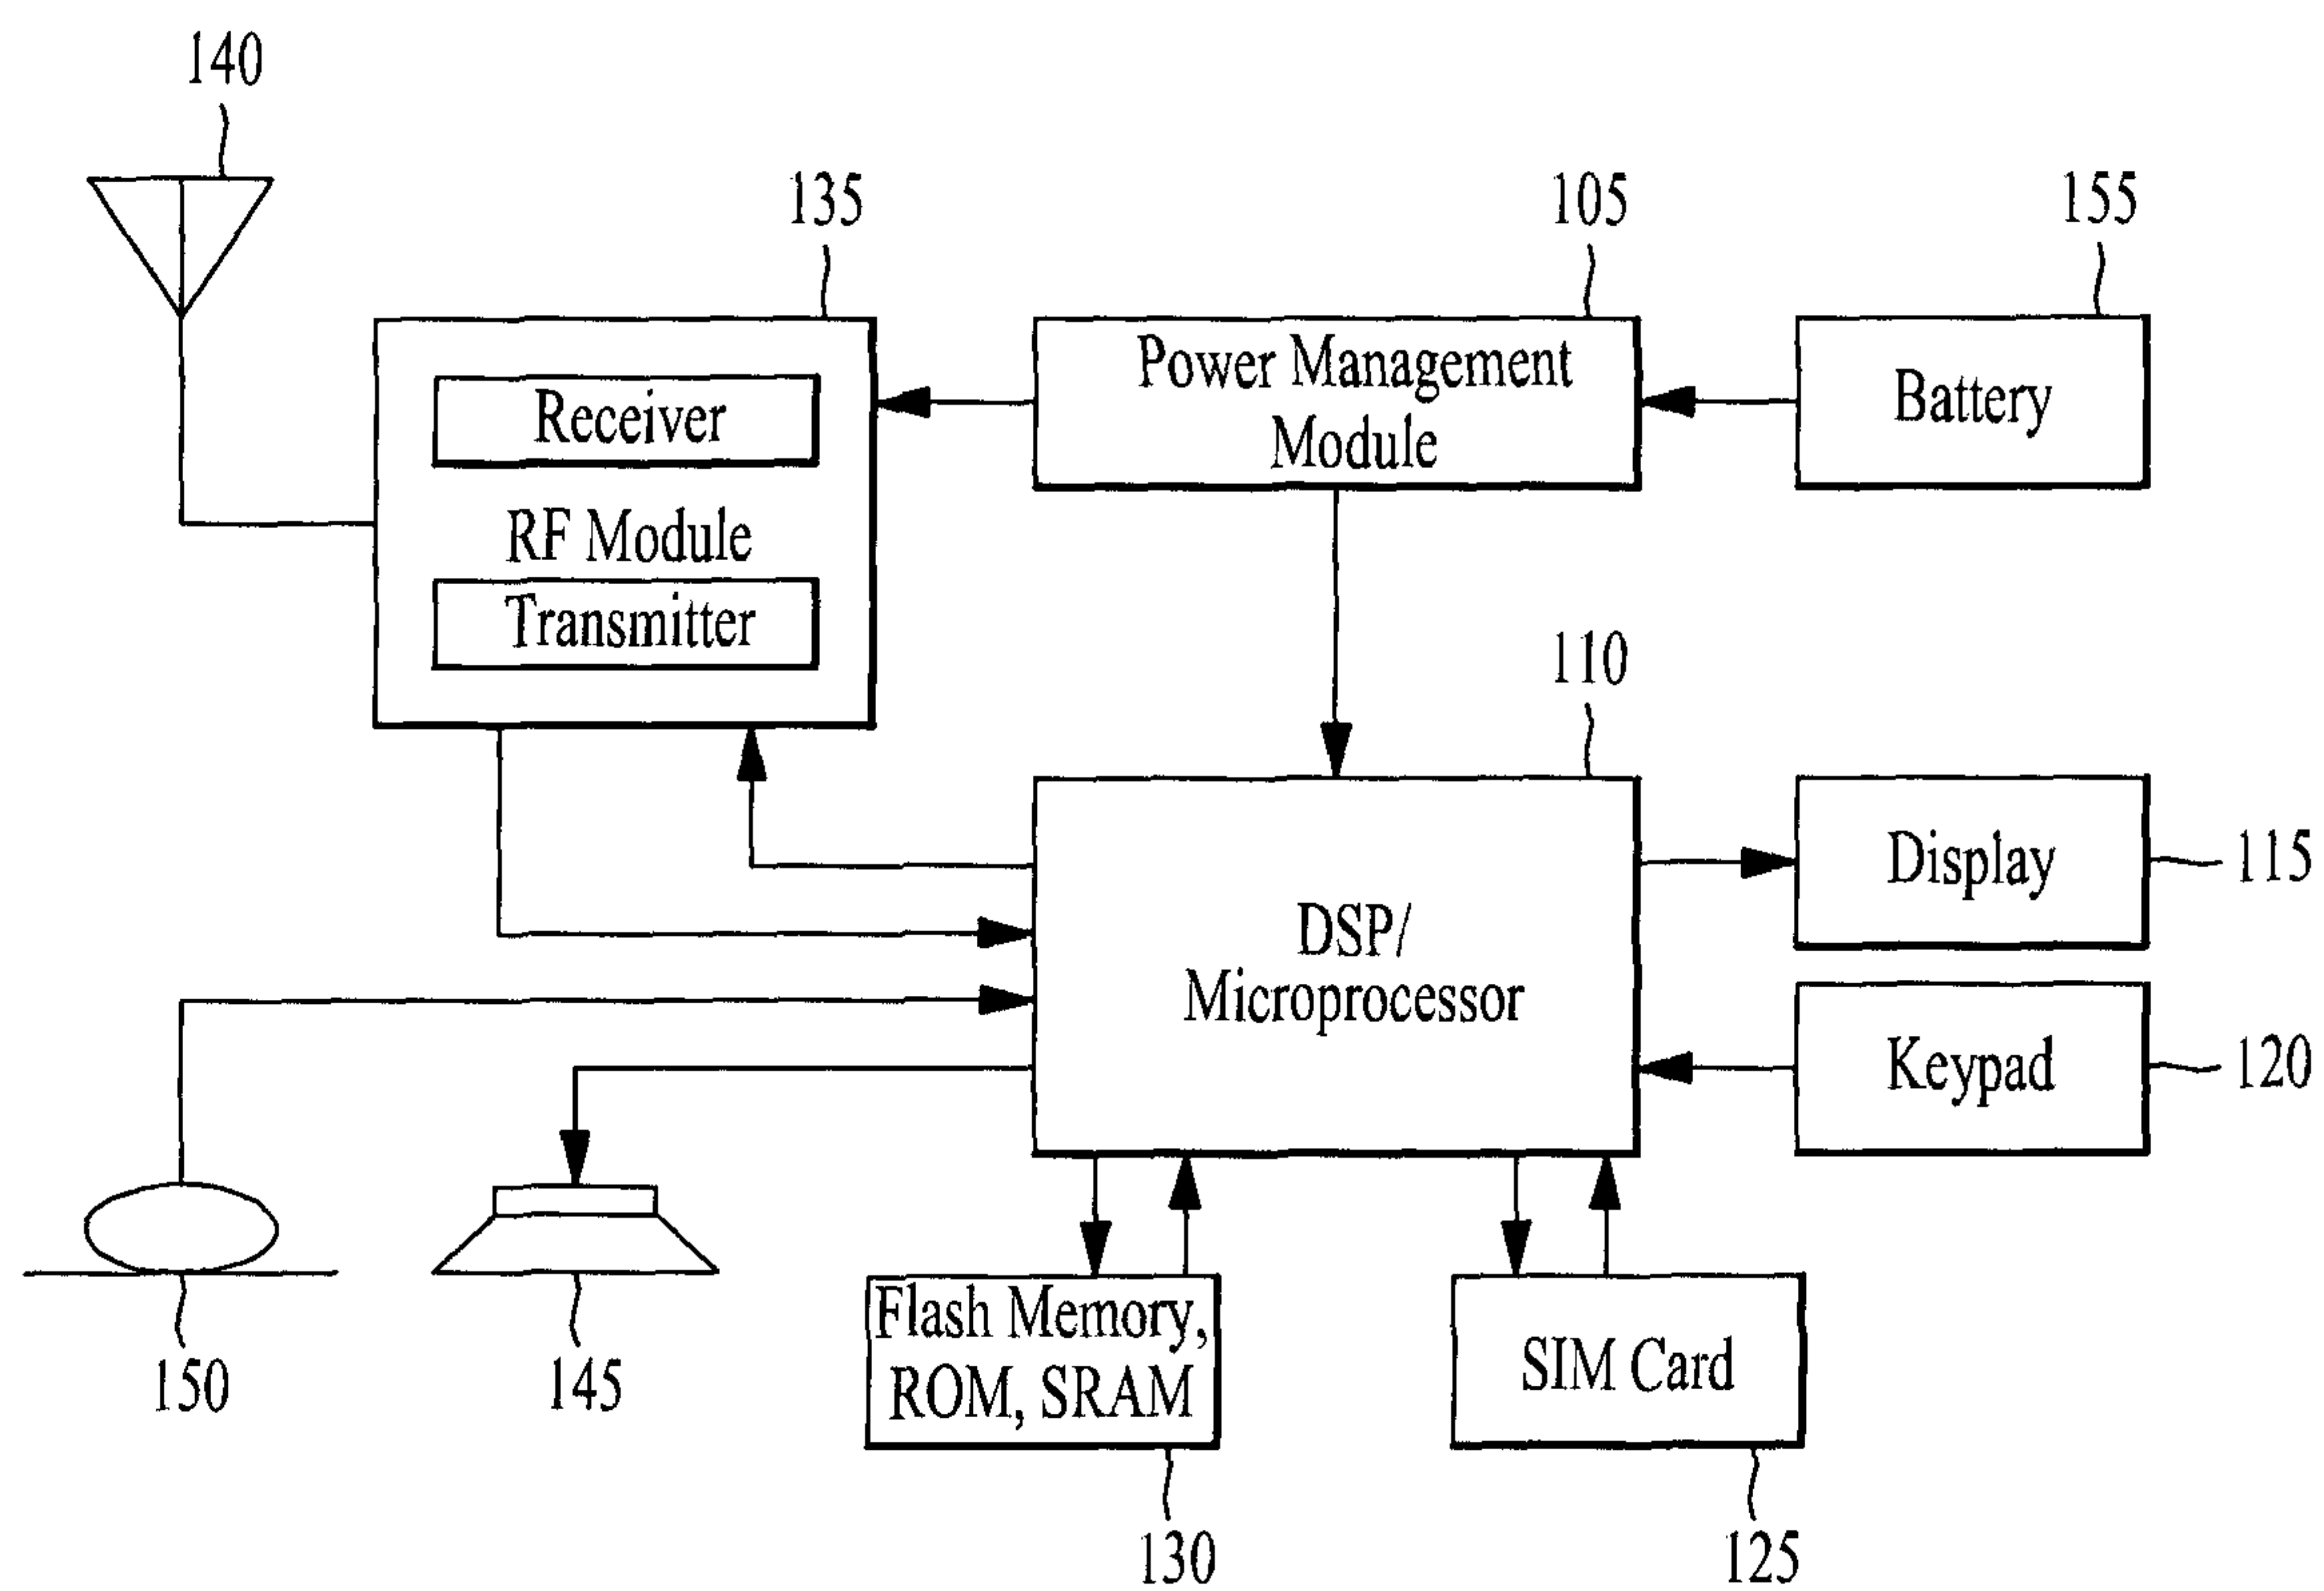 140
135
105
155
Receiver
RF Module
Transmitter
Power Management
Module
Battery
110
DSP/
Microprocessor
Display
115
Keypad
120
150
145
Flash Memory,
ROM, SRAM
130
SIM Card
125